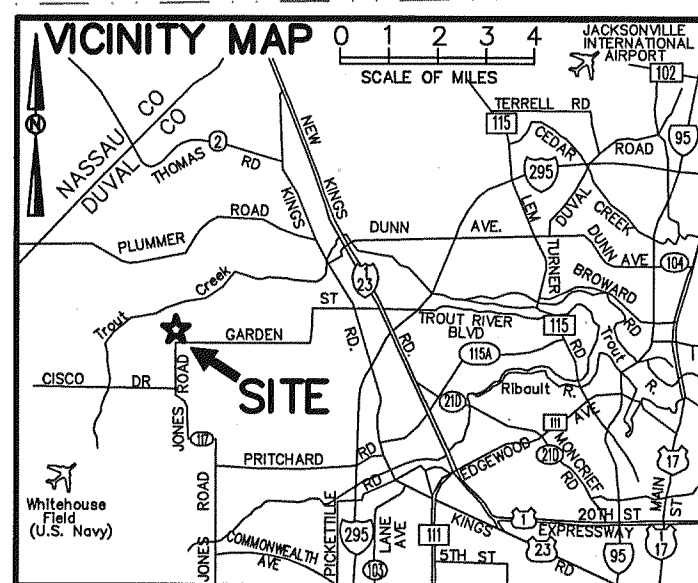 VICINITY MAP
0 1 2 3 4
SCALE OF MILES
JACKSONVILLE
INTERNATIONAL
AIRPORT
102
N
NASSAU CO
DUVAL CO
THOMAS 2 RD
NEW KINGS RD.
KINGS RD.
115
TERRELL RD
95
CEDAR CREEK
DUVAL ROAD
295
LEM TURNER RD
PLUMMER ROAD
DUNN AVE.
DUNN AVE
104
1
23
BROWARD RD
Trout Creek
GARDEN ST
TROUT RIVER
BLVD
115
115A
Trout R.
SITE
CISCO DR
JONES ROAD
117
21D
Ribault R.
111
EDGEWOOD AVE
MONCRIEF RD
21D
PRITCHARD RD
17
MAIN ST
Whitehouse
Field
(U.S. Navy)
JONES ROAD
COMMONWEALTH
AVE
PICKETTVILLE RD
295
LANE AVE
103
111
KINGS RD
1
20TH ST
EXPRESSWAY
5TH ST
23
95
1
17